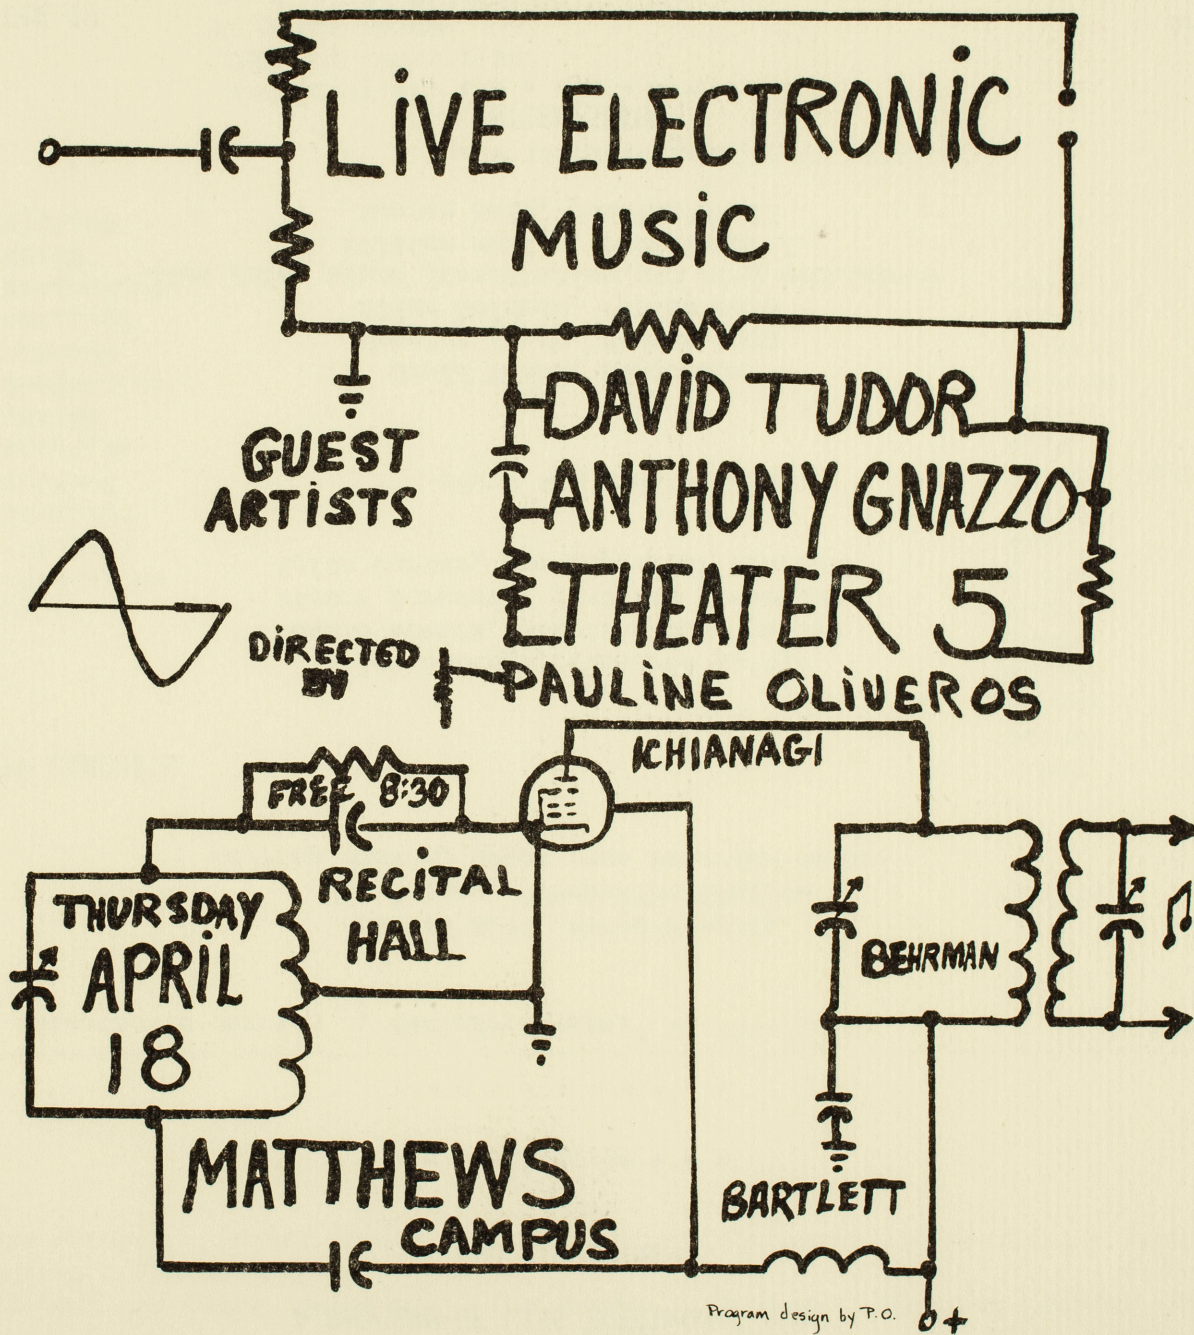 LiVE ELECTRONiC
MUSiC
GUEST
ARTiSTS
DAViD TUDOR
ANTHONY GNAZZO
THEATER 5
DiRECTED
BY
PAULiNE OLiVEROS
ICHIANAGI
FREE 8:30
RECiTAL
HALL
THURSDAY
APRiL
18
BEHRMAN
MATTHEWS
CAMPUS
BARTLETT
Program design by P.O.
+